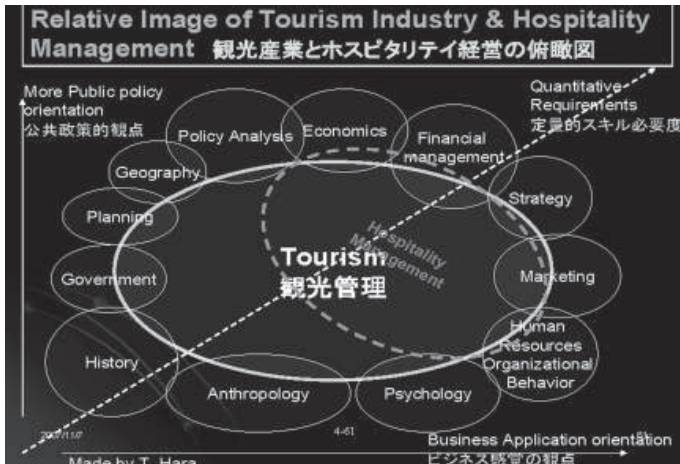 Relative Image of Tourism Industry & Hospitality
Management 観光産業とホスピタリテイ経営の俯瞰図
More Public policy
orientation
公共政策的観点
Quantitative
Requirements
定量的スキル必要度
Policy Analysis
Economics
Financial
management
Geography
Strategy
Planning
Hospitality
Management
Tourism
観光管理
Government
Marketing
History
Human
Resources
Organizational
Behavior
Anthropology
Psychology
4-61
Business Application orientation
ビジネス感覚の観点
Made by T. Hara